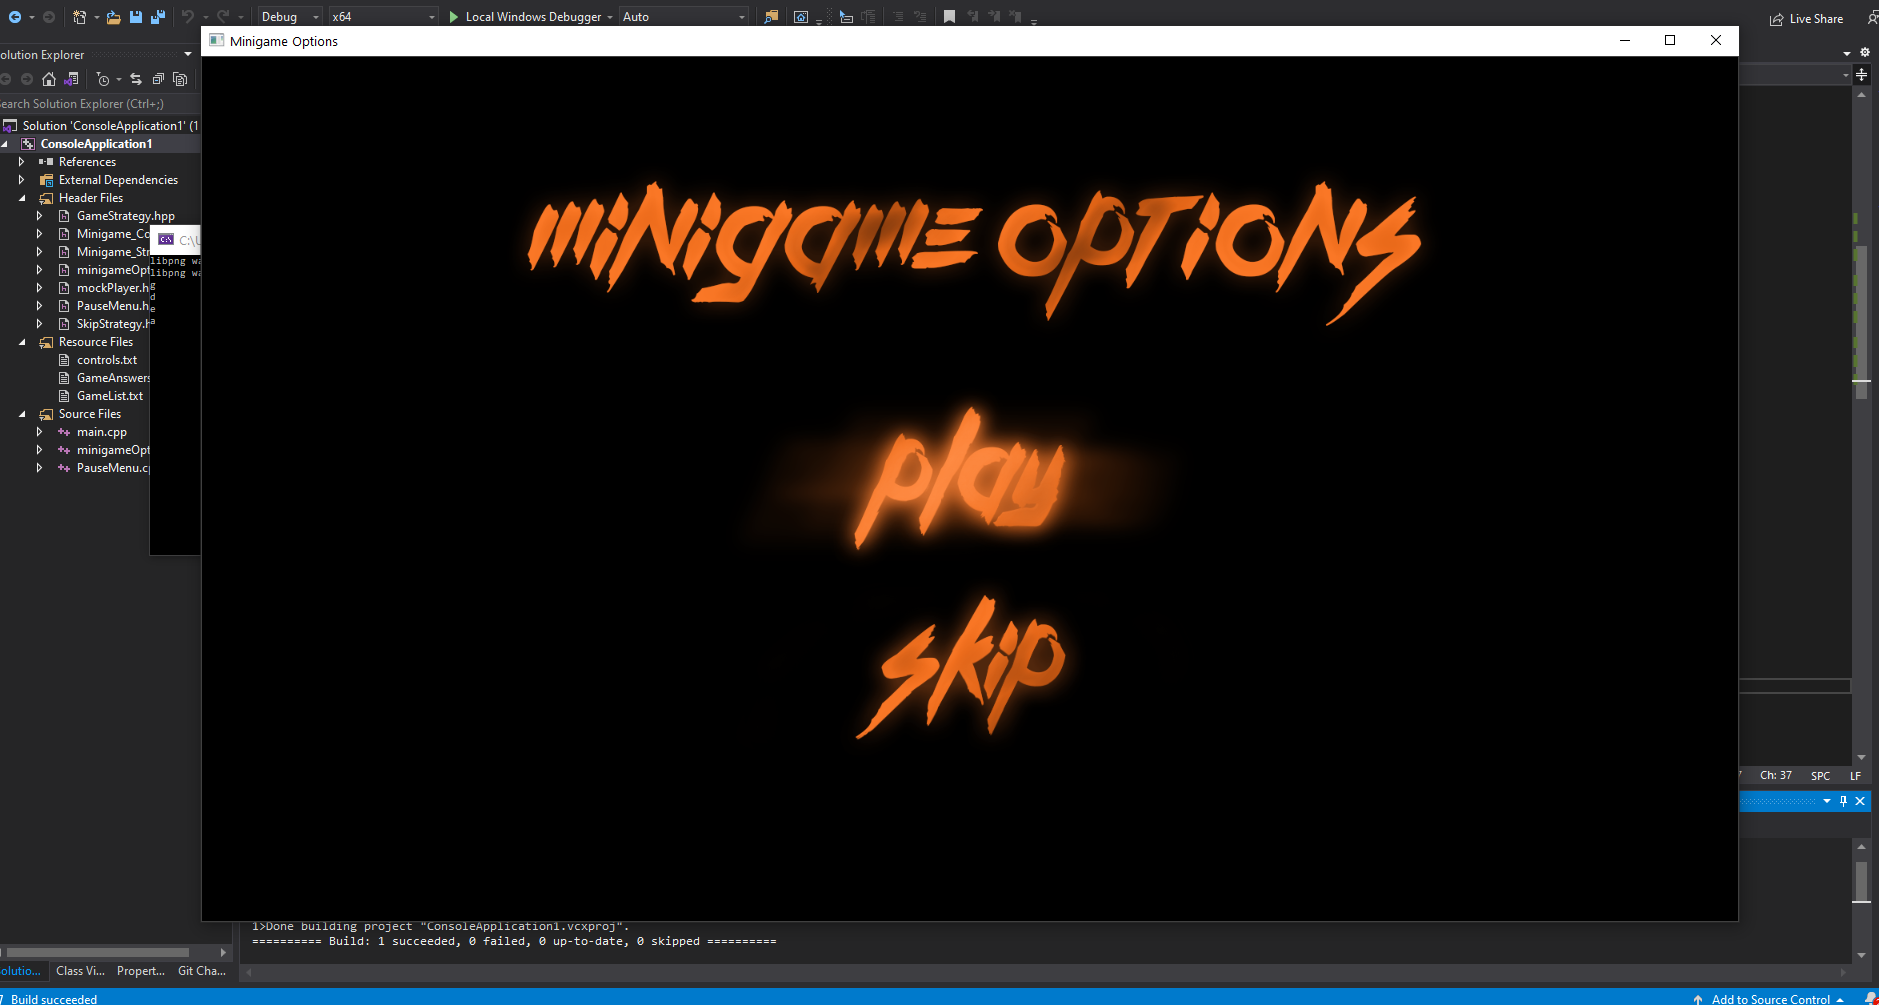 Debug
x64
Local Windows Debugger
Auto
Live Share
Minigame Options
olution Explorer
earch Solution Explorer (Ctrl+;)
Solution 'ConsoleApplication1' (1
ConsoleApplication1
References
External Dependencies
Header Files
GameStrategy.hpp
Minigame_Co
Minigame_Str
minigameOpt
mockPlayer.h
PauseMenu.h
SkipStrategy.h
Resource Files
controls.txt
GameAnswers
GameList.txt
Source Files
main.cpp
minigameOpt
PauseMenu.c
C:\U
libpng wa
libpng wa
g
d
e
a
minigame options
play
skip
Ch: 37
SPC
LF
1>Done building project "ConsoleApplication1.vcxproj".
========== Build: 1 succeeded, 0 failed, 0 up-to-date, 0 skipped ==========
olutio...
Class Vi...
Propert...
Git Cha...
Build succeeded
Add to Source Control